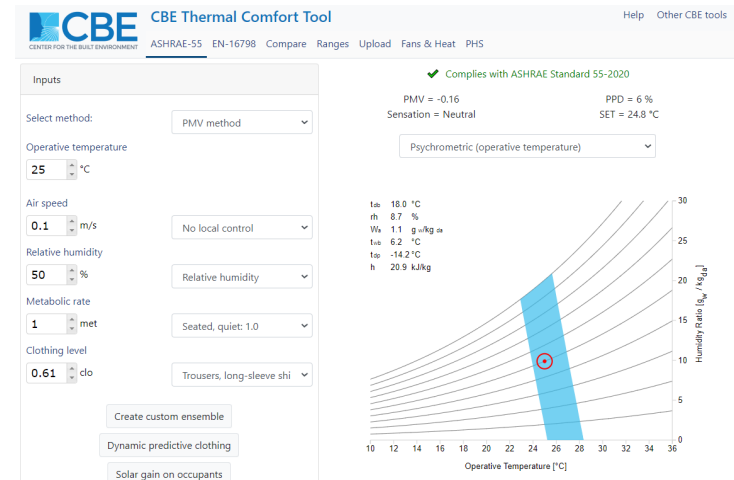 CBE
CENTER FOR THE BUILT ENVIRONMENT
CBE Thermal Comfort Tool
Help Other CBE tools
ASHRAE-55 EN-16798 Compare Ranges Upload Fans & Heat PHS
Inputs
Select method:
PMV method
Operative temperature
25 °C
Air speed
0.1 m/s
No local control
Relative humidity
50 %
Relative humidity
Metabolic rate
1 met
Seated, quiet: 1.0
Clothing level
0.61 clo
Trousers, long-sleeve shi
Create custom ensemble
Dynamic predictive clothing
Solar gain on occupants
Complies with ASHRAE Standard 55-2020
PMV = -0.16 PPD = 6 %
Sensation = Neutral SET = 24.8 °C
Psychrometric (operative temperature)
tdb 18.0 °C
rh 8.7 %
Wa 1.1 g w/kg da
twb 6.2 °C
tdp -14.2 °C
h 20.9 kJ/kg
30
25
20
15
10
5
0
Humidity Ratio [gw / kgda]
10 12 14 16 18 20 22 24 26 28 30 32 34 36
Operative Temperature [°C]